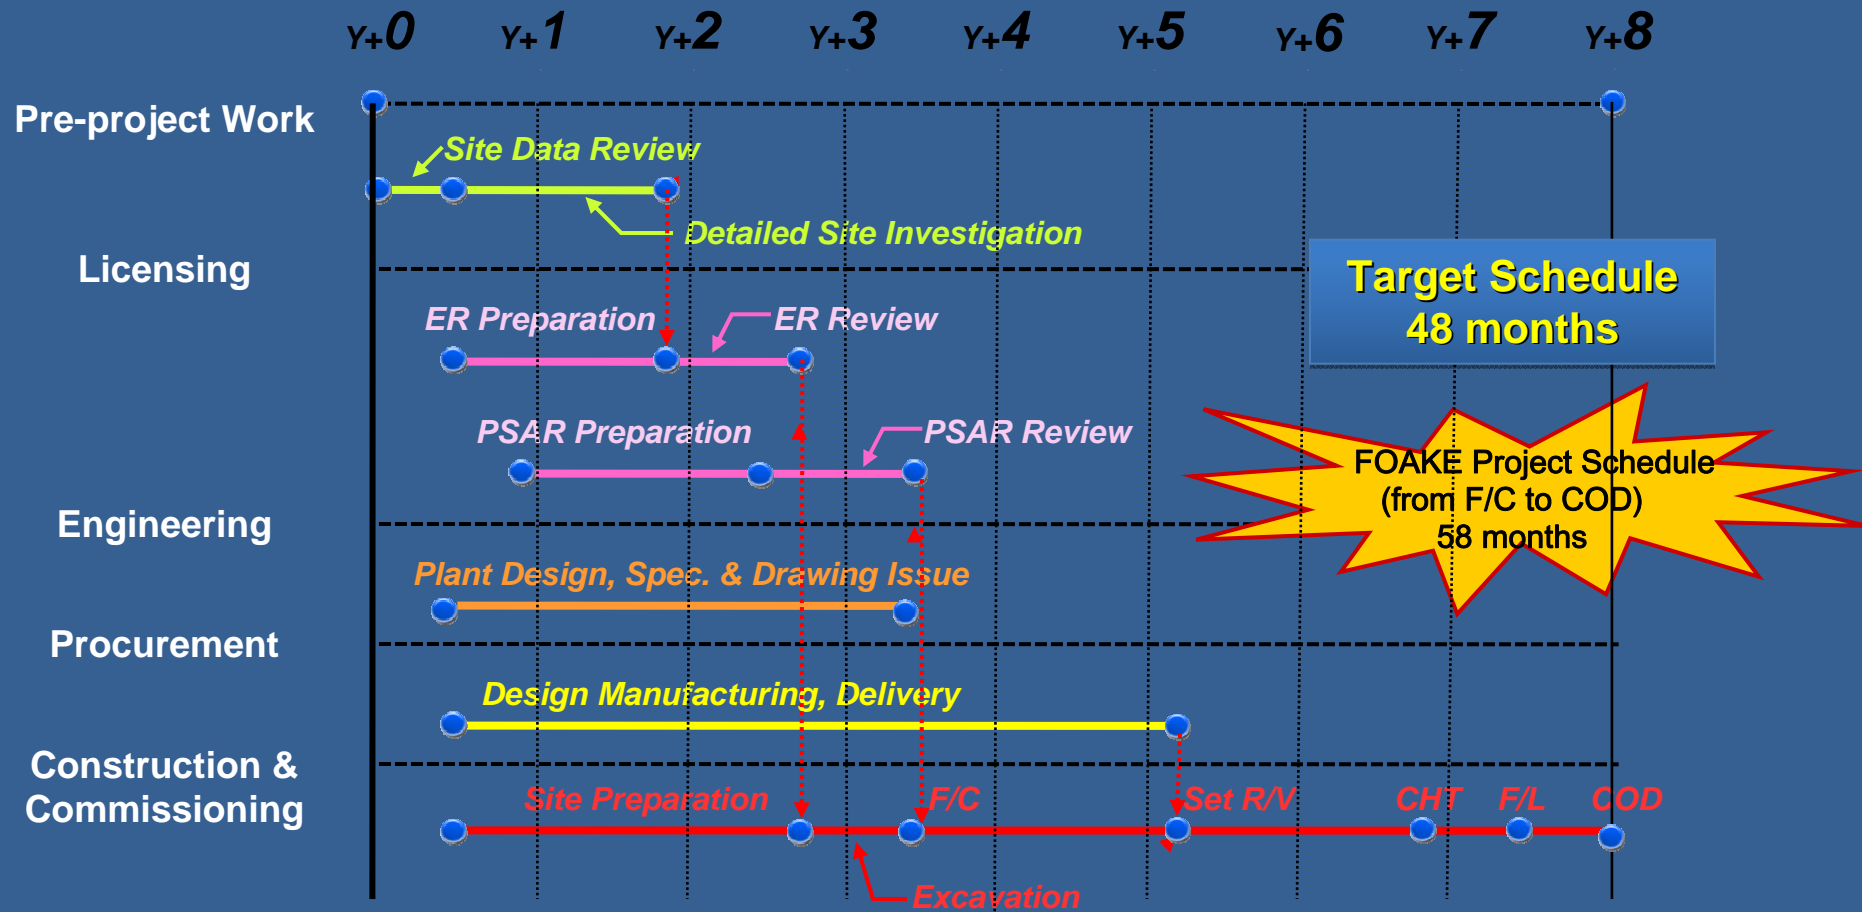 Y+0 Y+1 Y+2 Y+3 Y+4 Y+5 Y+6 Y+7 Y+8
Pre-project Work
Site Data Review
Detailed Site Investigation
Licensing
Target Schedule
48 months
ER Preparation
ER Review
PSAR Preparation
PSAR Review
FOAKE Project Schedule
(from F/C to COD)
58 months
Engineering
Plant Design, Spec. & Drawing Issue
Procurement
Design Manufacturing, Delivery
Construction &
Commissioning
Site Preparation
F/C
Set R/V
CHT
F/L
COD
Excavation